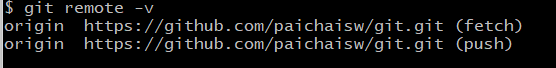 $ git remote -v
origin  https://github.com/paichaisw/git.git (fetch)
origin  https://github.com/paichaisw/git.git (push)